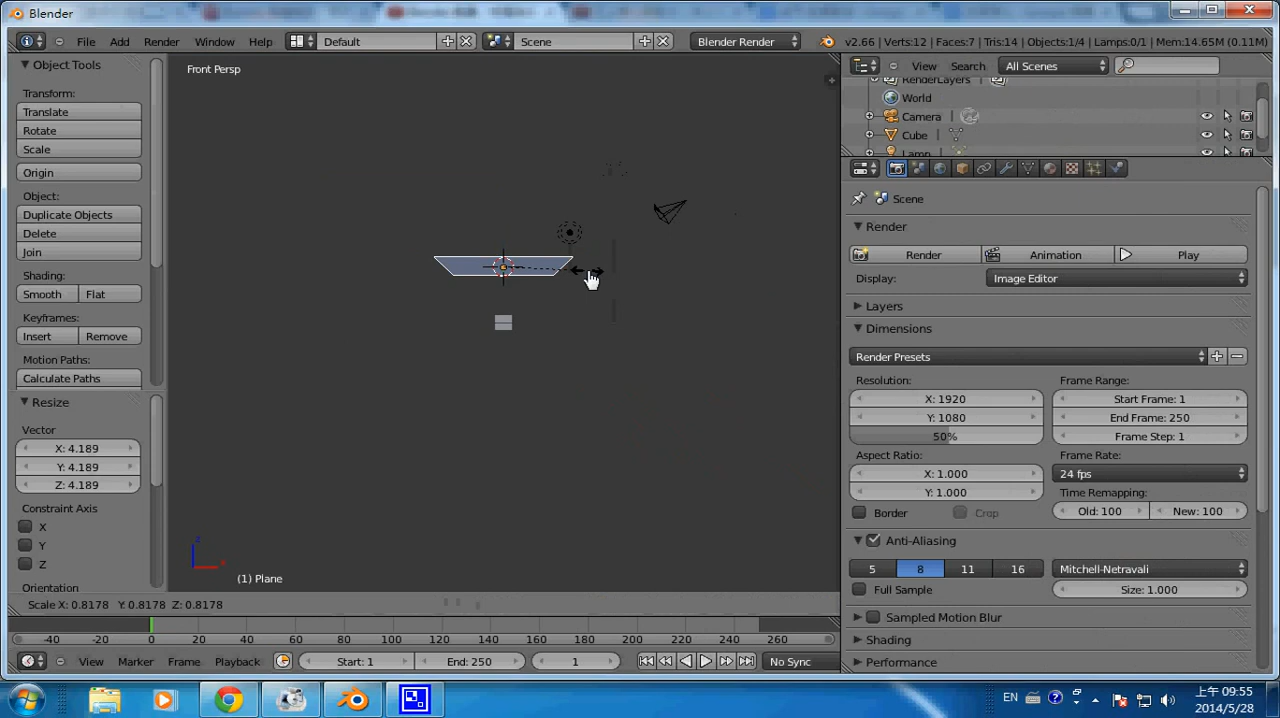 Blender
File Add Render Window Help Default Scene Blender Render v2.66 | Verts:12 | Faces:7 | Tris:14 | Objects:1/4 | Lamps:0/1 | Mem:14.65M (0.11M)
Object Tools
Transform:
Translate
Rotate
Scale
Origin
Object:
Duplicate Objects
Delete
Join
Shading:
Smooth Flat
Keyframes:
Insert Remove
Motion Paths:
Calculate Paths
Resize
Vector
X: 4.189
Y: 4.189
Z: 4.189
Constraint Axis
X
Y
Z
Orientation
Front Persp
z
x
(1) Plane
Scale X: 0.8178 Y: 0.8178 Z: 0.8178
View Search All Scenes
RenderLayers
World
Camera
Cube
Lamp
Scene
Render
Render Animation Play
Display: Image Editor
Layers
Dimensions
Render Presets
Resolution: Frame Range:
X: 1920 Start Frame: 1
Y: 1080 End Frame: 250
50% Frame Step: 1
Aspect Ratio: Frame Rate:
X: 1.000 24 fps
Y: 1.000 Time Remapping:
Border Crop Old: 100 New: 100
Anti-Aliasing
5 8 11 16 Mitchell-Netravali
Full Sample Size: 1.000
Sampled Motion Blur
Shading
Performance
-40 -20 0 20 40 60 80 100 120 140 160 180 200 220 240 260
View Marker Frame Playback Start: 1 End: 250 1 No Sync
EN
上午 09:55
2014/5/28